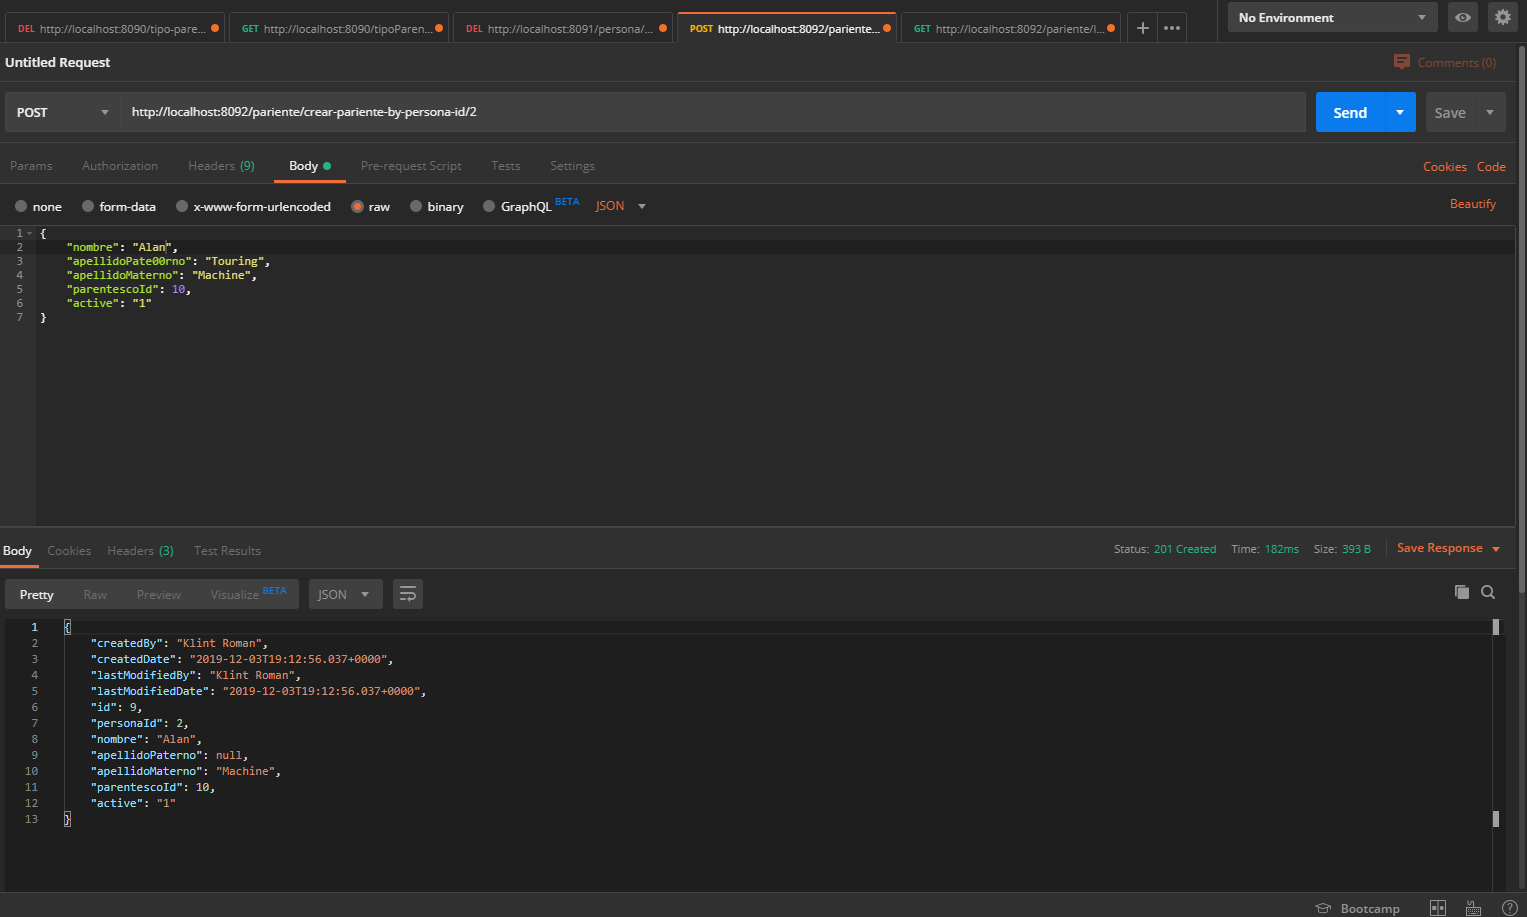 DEL http://localhost:8090/tipo-pare... GET http://localhost:8090/tipoParen... DEL http://localhost:8091/persona/... POST http://localhost:8092/pariente... GET http://localhost:8092/pariente/l... + ••• No Environment
Untitled Request Comments (0)
POST http://localhost:8092/pariente/crear-pariente-by-persona-id/2 Send Save
Params Authorization Headers (9) Body Pre-request Script Tests Settings Cookies Code
none form-data x-www-form-urlencoded raw binary GraphQL BETA JSON Beautify
1 {
2 "nombre": "Alan",
3 "apellidoPate00rno": "Touring",
4 "apellidoMaterno": "Machine",
5 "parentescoId": 10,
6 "active": "1"
7 }
Body Cookies Headers (3) Test Results Status: 201 Created Time: 182ms Size: 393 B Save Response
Pretty Raw Preview Visualize BETA JSON
1 {
2 "createdBy": "Klint Roman",
3 "createdDate": "2019-12-03T19:12:56.037+0000",
4 "lastModifiedBy": "Klint Roman",
5 "lastModifiedDate": "2019-12-03T19:12:56.037+0000",
6 "id": 9,
7 "personaId": 2,
8 "nombre": "Alan",
9 "apellidoPaterno": null,
10 "apellidoMaterno": "Machine",
11 "parentescoId": 10,
12 "active": "1"
13 }
Bootcamp ?